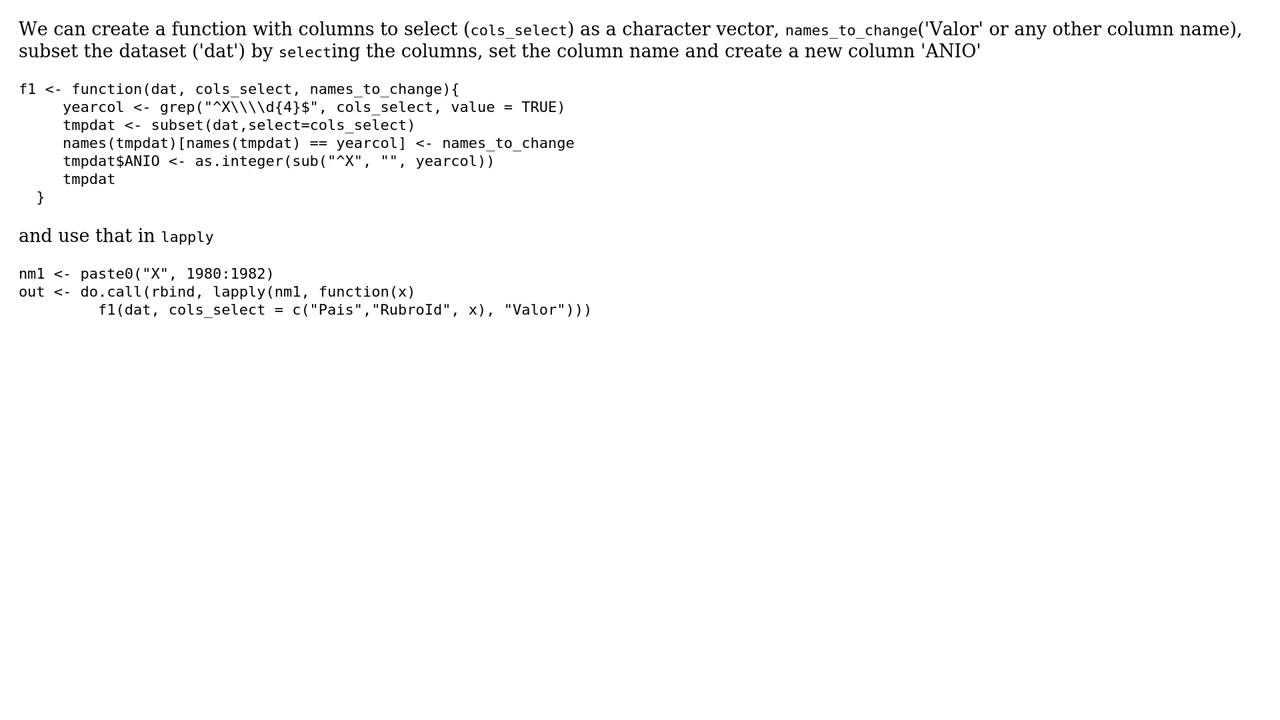 We can create a function with columns to select (cols_select) as a character vector, names_to_change('Valor' or any other column name),
subset the dataset ('dat') by selecting the columns, set the column name and create a new column 'ANIO'
f1 <- function(dat, cols_select, names_to_change){
     yearcol <- grep("^X\\\\d{4}$", cols_select, value = TRUE)
     tmpdat <- subset(dat,select=cols_select)
     names(tmpdat)[names(tmpdat) == yearcol] <- names_to_change
     tmpdat$ANIO <- as.integer(sub("^X", "", yearcol))
     tmpdat
  }
and use that in lapply
nm1 <- paste0("X", 1980:1982)
out <- do.call(rbind, lapply(nm1, function(x)
         f1(dat, cols_select = c("Pais","RubroId", x), "Valor")))